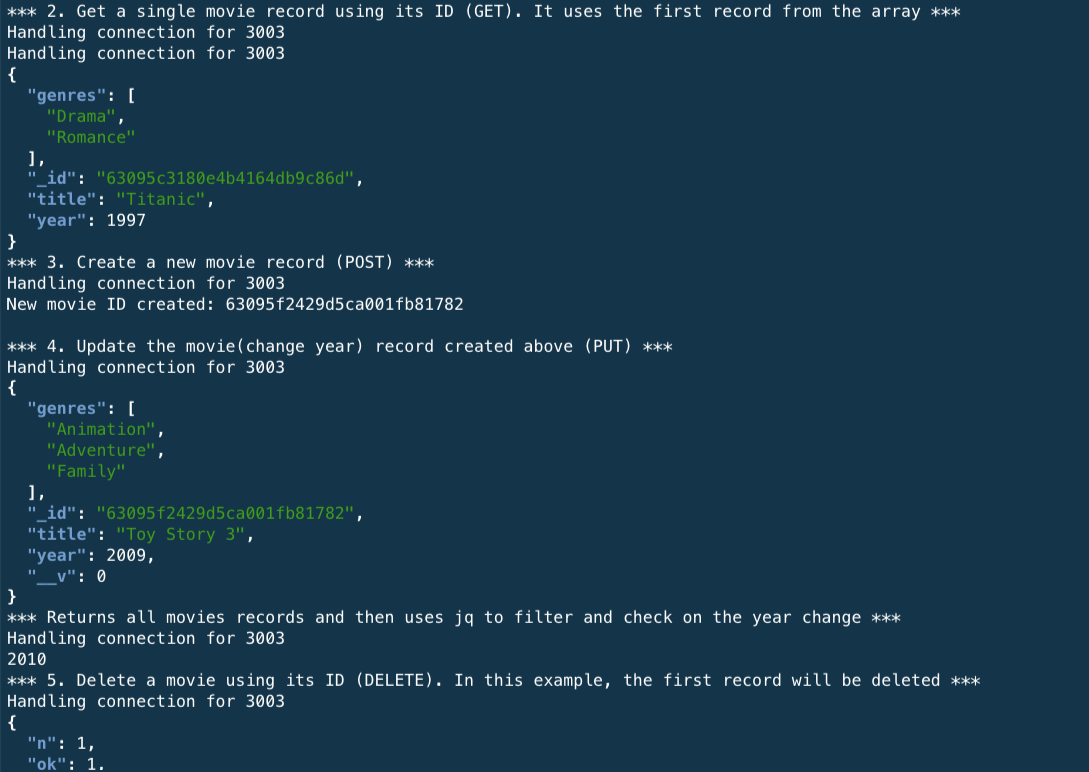 *** 2. Get a single movie record using its ID (GET). It uses the first record from the array ***
Handling connection for 3003
Handling connection for 3003
{
  "genres": [
    "Drama",
    "Romance"
  ],
  "_id": "63095c3180e4b4164db9c86d",
  "title": "Titanic",
  "year": 1997
}
*** 3. Create a new movie record (POST) ***
Handling connection for 3003
New movie ID created: 63095f2429d5ca001fb81782

*** 4. Update the movie(change year) record created above (PUT) ***
Handling connection for 3003
{
  "genres": [
    "Animation",
    "Adventure",
    "Family"
  ],
  "_id": "63095f2429d5ca001fb81782",
  "title": "Toy Story 3",
  "year": 2009,
  "__v": 0
}
*** Returns all movies records and then uses jq to filter and check on the year change ***
Handling connection for 3003
2010
*** 5. Delete a movie using its ID (DELETE). In this example, the first record will be deleted ***
Handling connection for 3003
{
  "n": 1,
  "ok": 1.